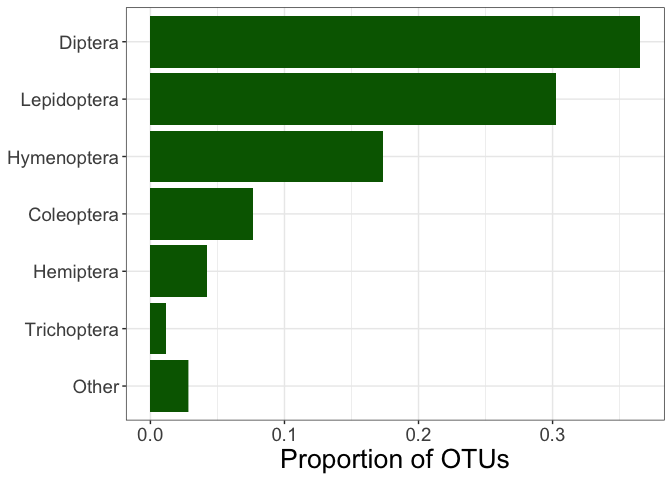 Diptera
Lepidoptera
Hymenoptera
Coleoptera
Hemiptera
Trichoptera
Other
0.0 0.1 0.2 0.3
Proportion of OTUs